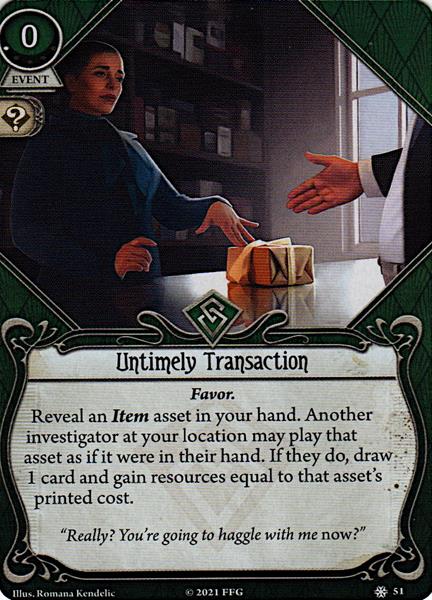 0
EVENT
?
Untimely Transaction
Favor.
Reveal an Item asset in your hand. Another
investigator at your location may play that
asset as if it were in their hand. If they do, draw
1 card and gain resources equal to that asset's
printed cost.
"Really? You're going to haggle with me now?"
Illus. Romana Kendelic
© 2021 FFG
51